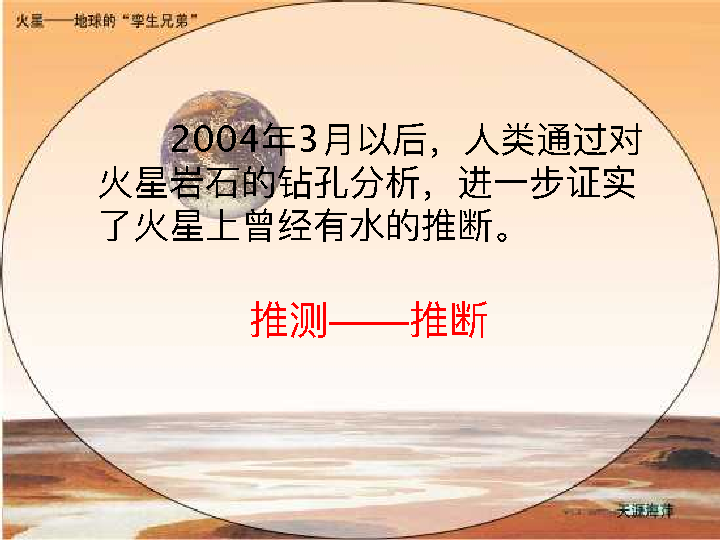 火星——地球的“孪生兄弟”
2004年3月以后，人类通过对
火星岩石的钻孔分析，进一步证实
了火星上曾经有水的推断。
推测——推断
天涯海洋